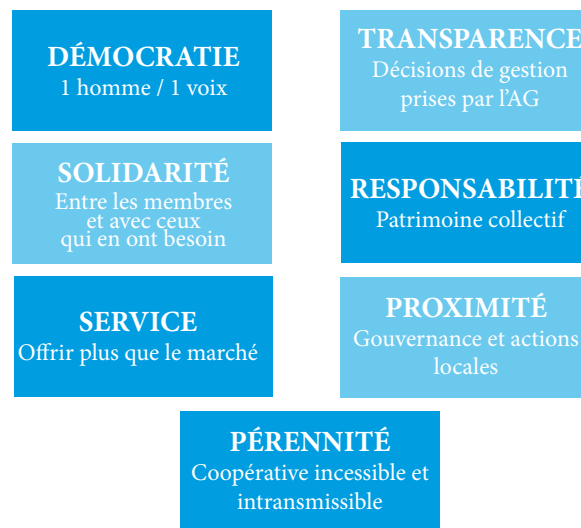 DÉMOCRATIE
1 homme / 1 voix
TRANSPARENCE
Décisions de gestion
prises par l'AG
SOLIDARITÉ
Entre les membres
et avec ceux
qui en ont besoin
RESPONSABILITÉ
Patrimoine collectif
SERVICE
Offrir plus que le marché
PROXIMITÉ
Gouvernance et actions
locales
PÉRENNITÉ
Coopérative incessible et
intransmissible